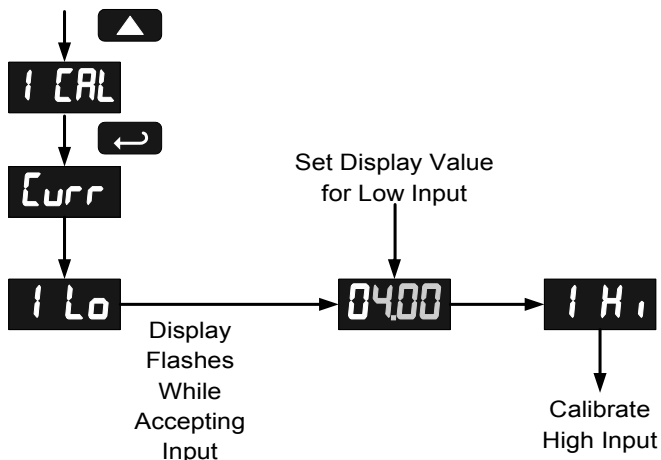 1 CAL
Curr
1 Lo
Display
Flashes
While
Accepting
Input
Set Display Value
for Low Input
04.00
1 Hi
Calibrate
High Input